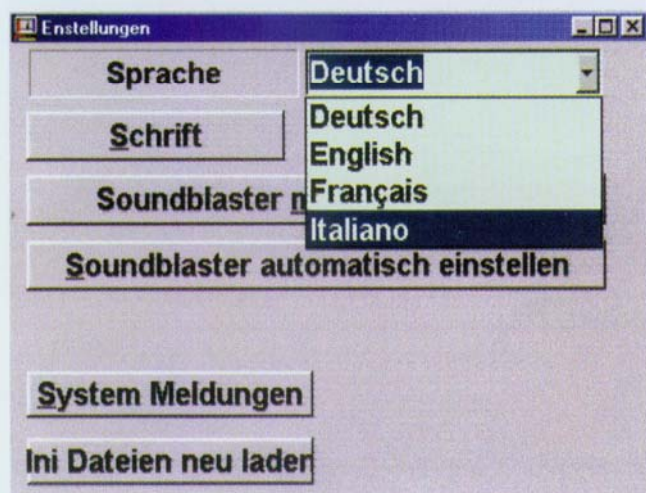 Enstellungen
Sprache
Deutsch
Deutsch
English
Français
Italiano
Schrift
Soundblaster
Soundblaster automatisch einstellen
System Meldungen
Ini Dateien neu laden